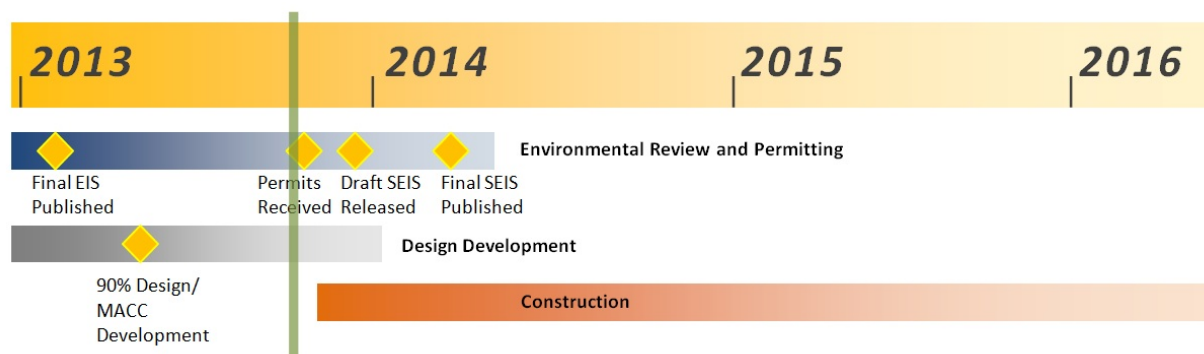 2013
2014
2015
2016
Environmental Review and Permitting
Final EIS
Published
Permits
Received
Draft SEIS
Released
Final SEIS
Published
Design Development
90% Design/
MACC
Development
Construction